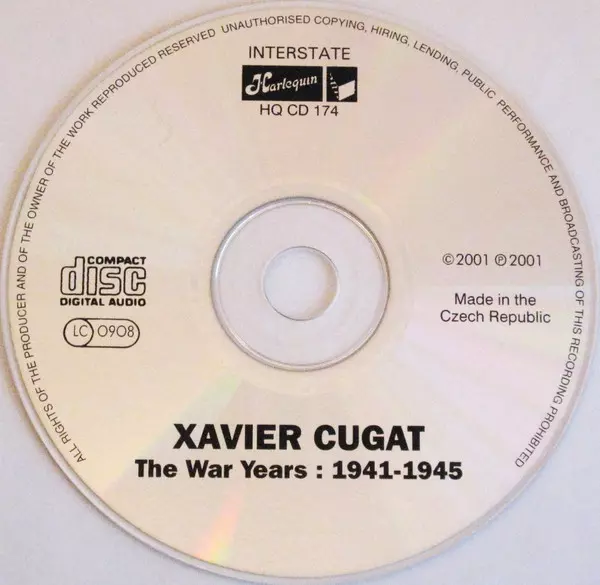 ALL RIGHTS OF THE PRODUCER AND OF THE OWNER OF THE WORK REPRODUCED RESERVED UNAUTHORISED COPYING, HIRING, LENDING, PUBLIC PERFORMANCE AND BROADCASTING OF THIS RECORDING PROHIBITED
INTERSTATE
Harlequin
HQ CD 174
COMPACT
disc
DIGITAL AUDIO
LC 0908
© 2001 ℗ 2001
Made in the
Czech Republic
XAVIER CUGAT
The War Years : 1941-1945